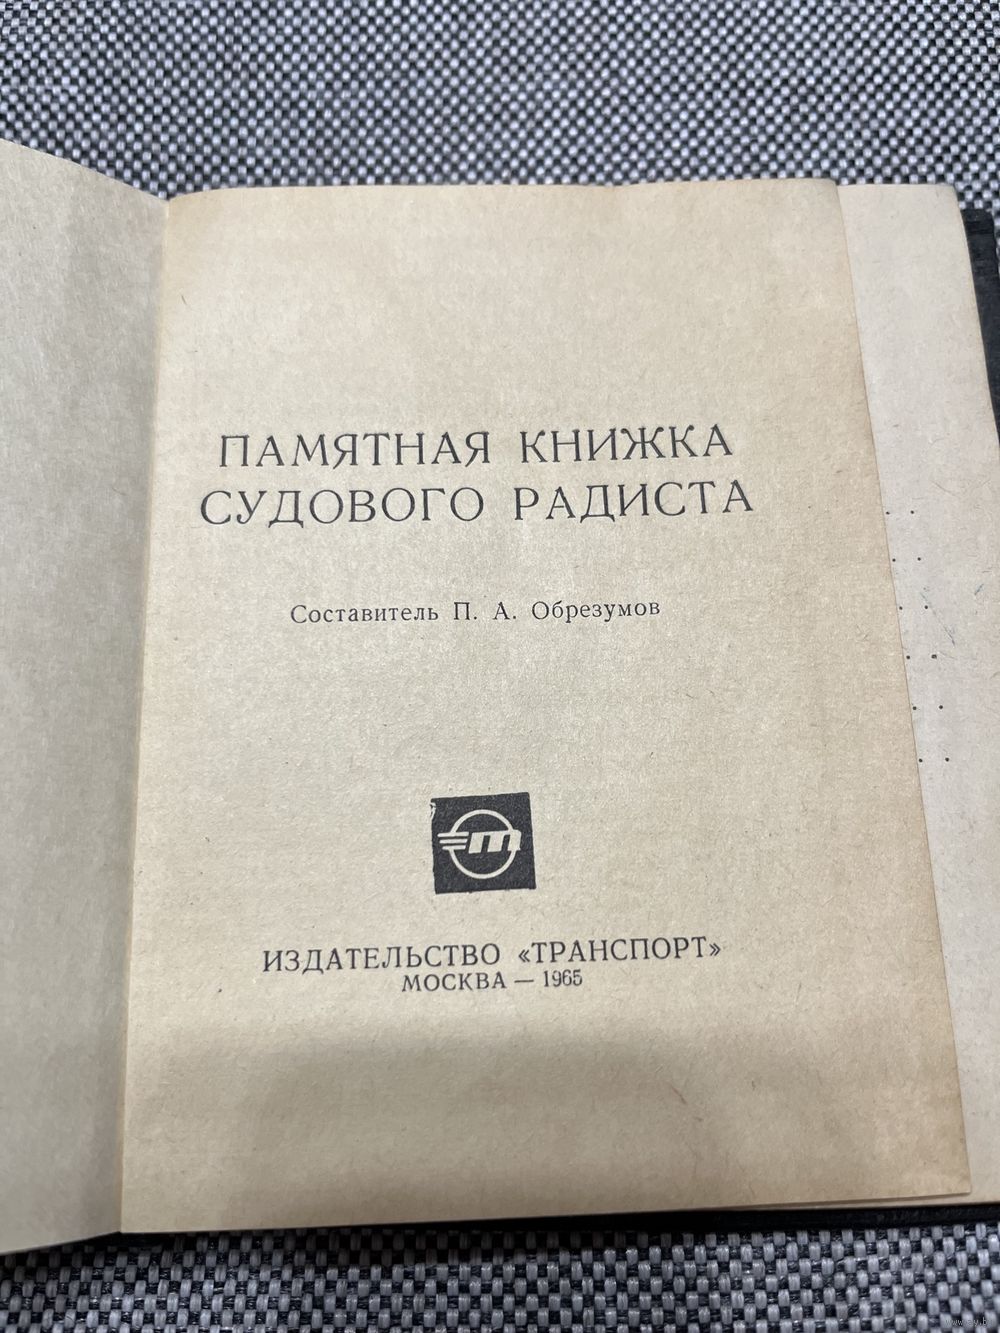 ПАМЯТНАЯ КНИЖКА
СУДОВОГО РАДИСТА
Составитель П. А. Обрезумов
m
ИЗДАТЕЛЬСТВО «ТРАНСПОРТ»
МОСКВА — 1965